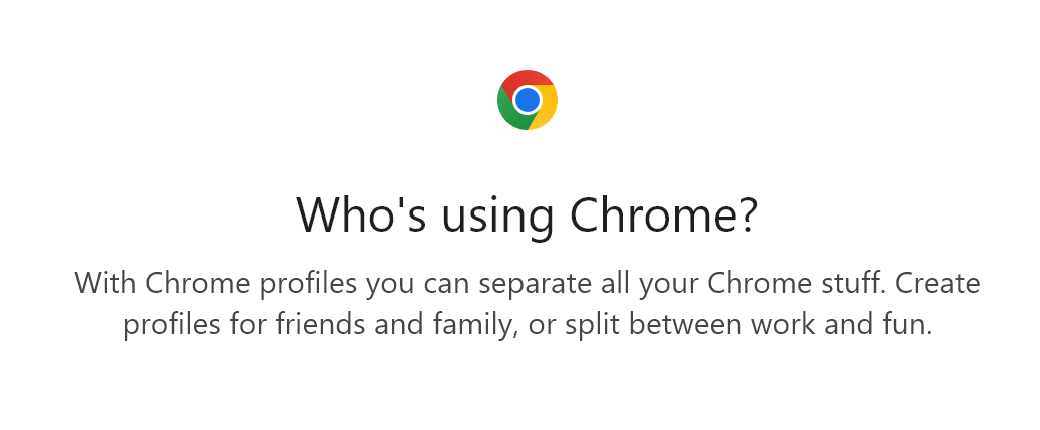 Who's using Chrome?
With Chrome profiles you can separate all your Chrome stuff. Create
profiles for friends and family, or split between work and fun.